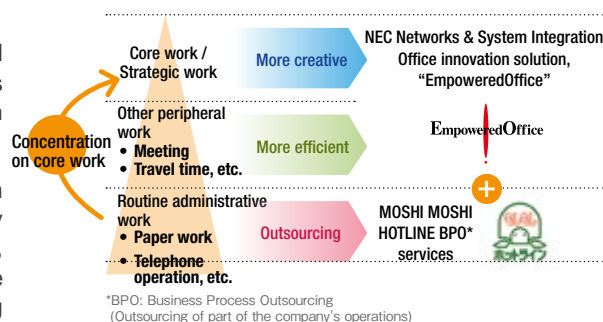 Core work /
Strategic work
More creative
NEC Networks & System Integration
Office innovation solution,
"EmpoweredOffice"
Concentration
on core work
Other peripheral
work
• Meeting
• Travel time, etc.
More efficient
EmpoweredOffice
Routine administrative
work
• Paper work
• Telephone
operation, etc.
Outsourcing
MOSHI MOSHI
HOTLINE BPO*
services
*BPO: Business Process Outsourcing
(Outsourcing of part of the company's operations)